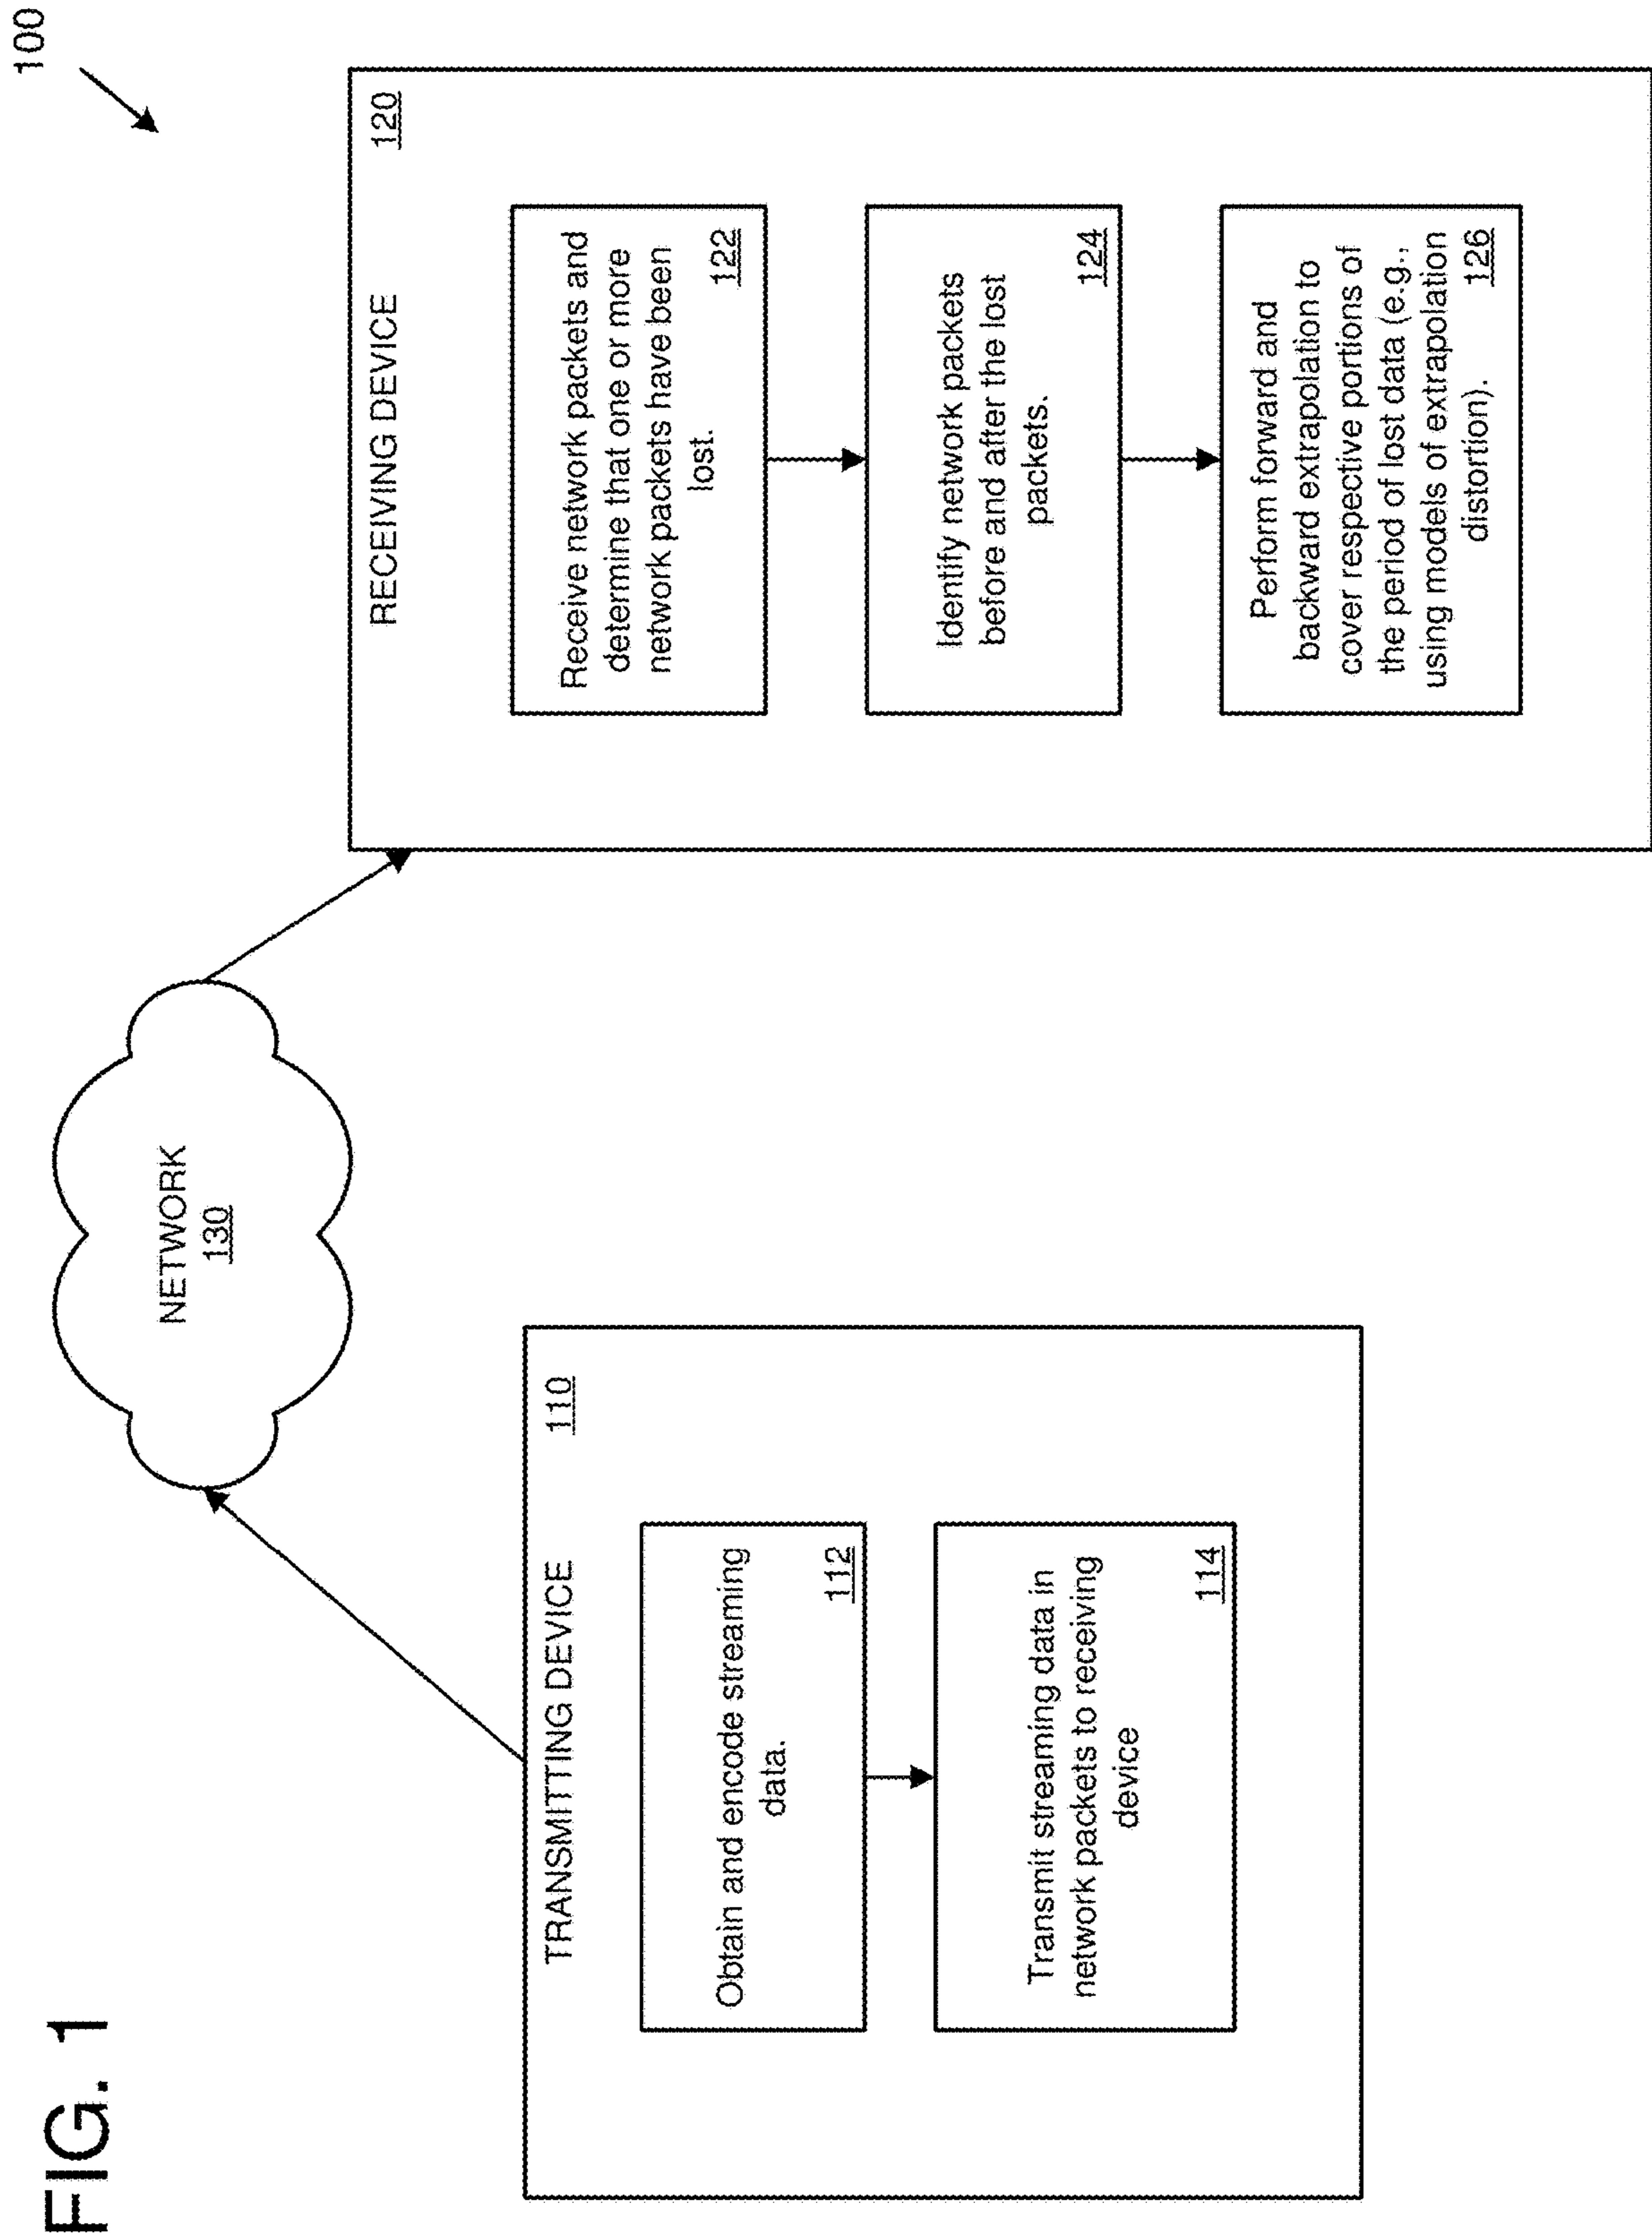 FIG. 1
100
NETWORK
130
TRANSMITTING DEVICE
110
Obtain and encode streaming
data.
112
Transmit streaming data in
network packets to receiving
device
114
RECEIVING DEVICE
120
Receive network packets and
determine that one or more
network packets have been
lost.
122
Identify network packets
before and after the lost
packets.
124
Perform forward and
backward extrapolation to
cover respective portions of
the period of lost data (e.g.,
using models of extrapolation
distortion).
126